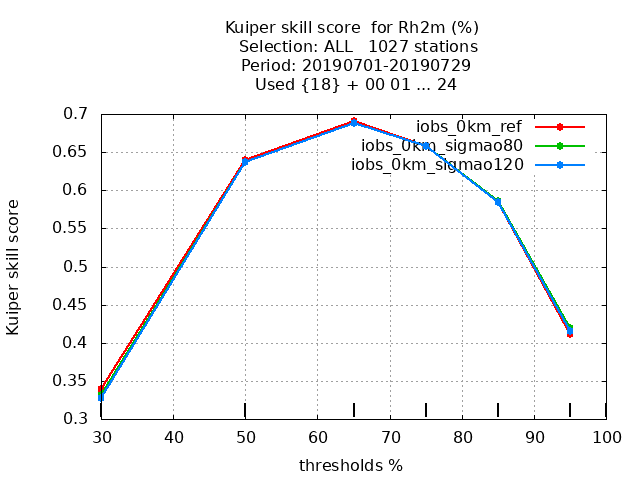 Kuiper skill score  for Rh2m (%)
Selection: ALL   1027 stations
Period: 20190701-20190729
Used {18} + 00 01 ... 24
iobs_0km_ref
iobs_0km_sigmao80
iobs_0km_sigmao120
Kuiper skill score
0.7
0.65
0.6
0.55
0.5
0.45
0.4
0.35
0.3
30 40 50 60 70 80 90 100
thresholds %